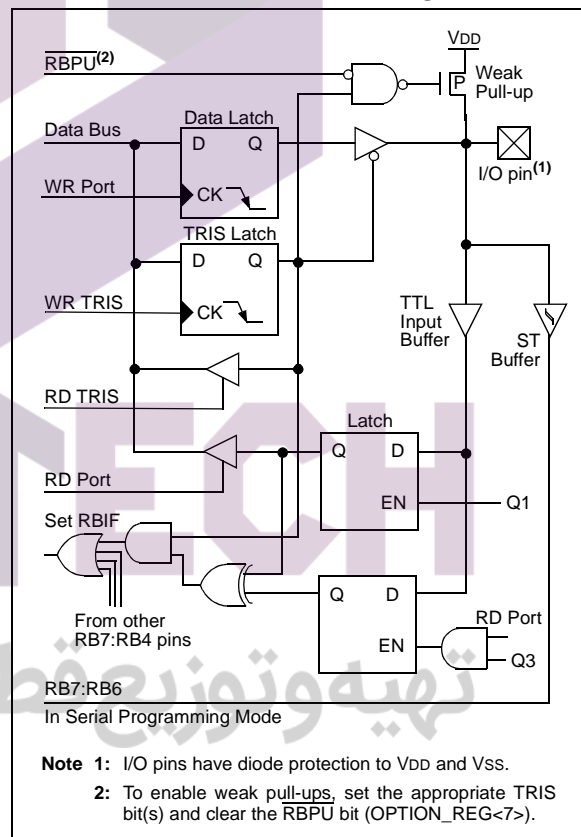 VDD
RBPU(2)
P
Weak
Pull-up
Data Latch
Data Bus
D Q
I/O pin(1)
WR Port
CK
TRIS Latch
D Q
WR TRIS
CK
TTL
Input
Buffer
ST
Buffer
RD TRIS
Latch
Q D
RD Port
EN
Q1
Set RBIF
Q D
From other
RB7:RB4 pins
RD Port
EN
Q3
RB7:RB6
In Serial Programming Mode
Note 1: I/O pins have diode protection to VDD and VSS.
2: To enable weak pull-ups, set the appropriate TRIS
bit(s) and clear the RBPU bit (OPTION_REG<7>).
TECH
تهیه و توزیع قط